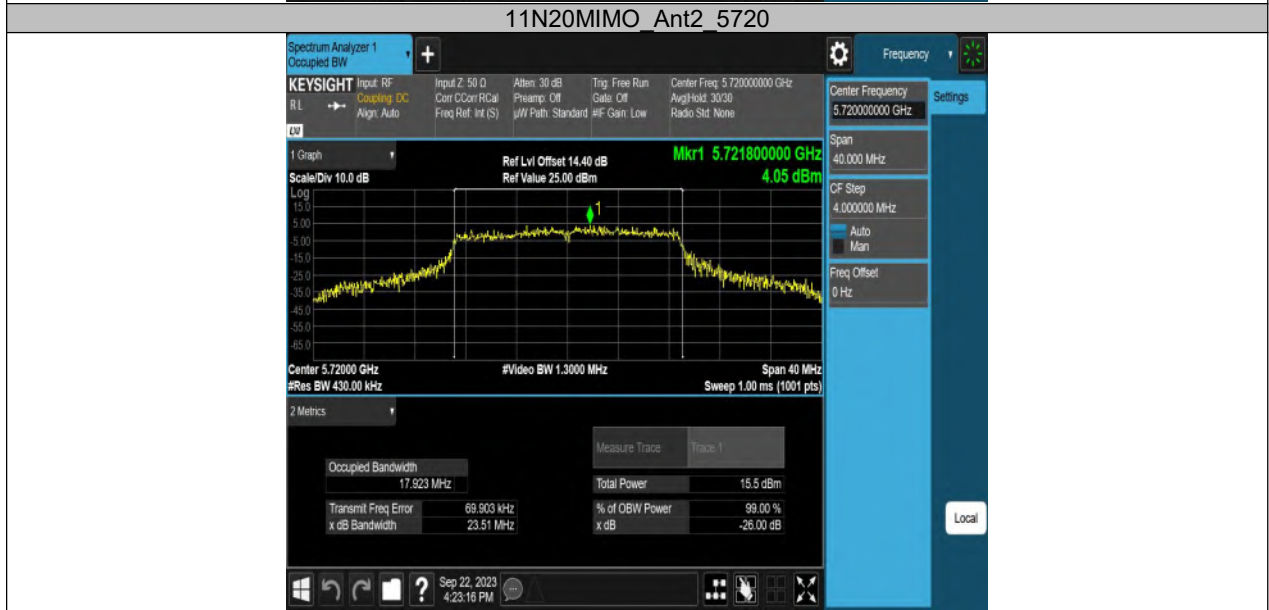 11N20MIMO_Ant2_5720
Spectrum Analyzer 1
Occupied BW
+
Frequency
KEYSIGHT Input: RF Input Z: 50 Ω Atten: 30 dB Trig: Free Run Center Freq: 5.720000000 GHz
RL Coupling: DC Corr CCorr RCal Preamp: Off Gate: Off Avg|Hold: 30/30
Align: Auto Freq Ref: Int (S) µW Path: Standard #IF Gain: Low Radio Std: None
LXI
Center Frequency
5.720000000 GHz
Settings
Span
40.000 MHz
CF Step
4.000000 MHz
Auto
Man
Freq Offset
0 Hz
1 Graph
Ref Lvl Offset 14.40 dB
Mkr1 5.721800000 GHz
Scale/Div 10.0 dB
Ref Value 25.00 dBm
4.05 dBm
Log
15.0
5.00
-5.00
-15.0
-25.0
-35.0
-45.0
-55.0
-65.0
1
Center 5.72000 GHz #Video BW 1.3000 MHz Span 40 MHz
#Res BW 430.00 kHz Sweep 1.00 ms (1001 pts)
2 Metrics
Measure Trace Trace 1
Occupied Bandwidth
17.923 MHz
Total Power 15.5 dBm
Transmit Freq Error 69.903 kHz % of OBW Power 99.00 %
x dB Bandwidth 23.51 MHz x dB -26.00 dB
Local
? Sep 22, 2023
4:23:16 PM